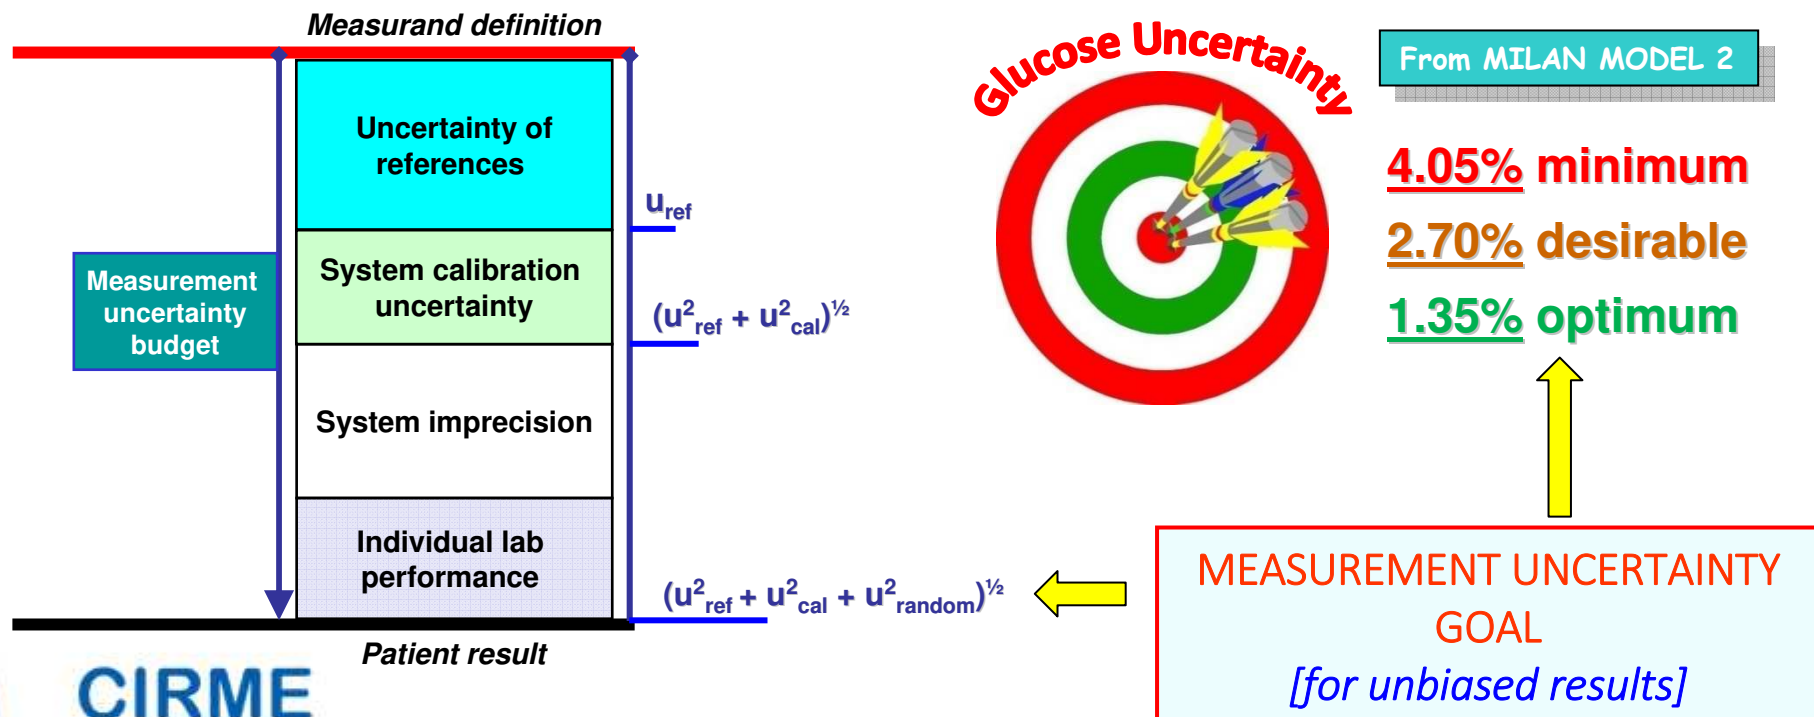 Measurand definition
Uncertainty of
references
u_ref
System calibration
uncertainty
(u²_ref + u²_cal)^½
Measurement
uncertainty
budget
System imprecision
Individual lab
performance
(u²_ref + u²_cal + u²_random)^½
Patient result
CIRME
Glucose Uncertainty
From MILAN MODEL 2
4.05% minimum
2.70% desirable
1.35% optimum
MEASUREMENT UNCERTAINTY
GOAL
[for unbiased results]